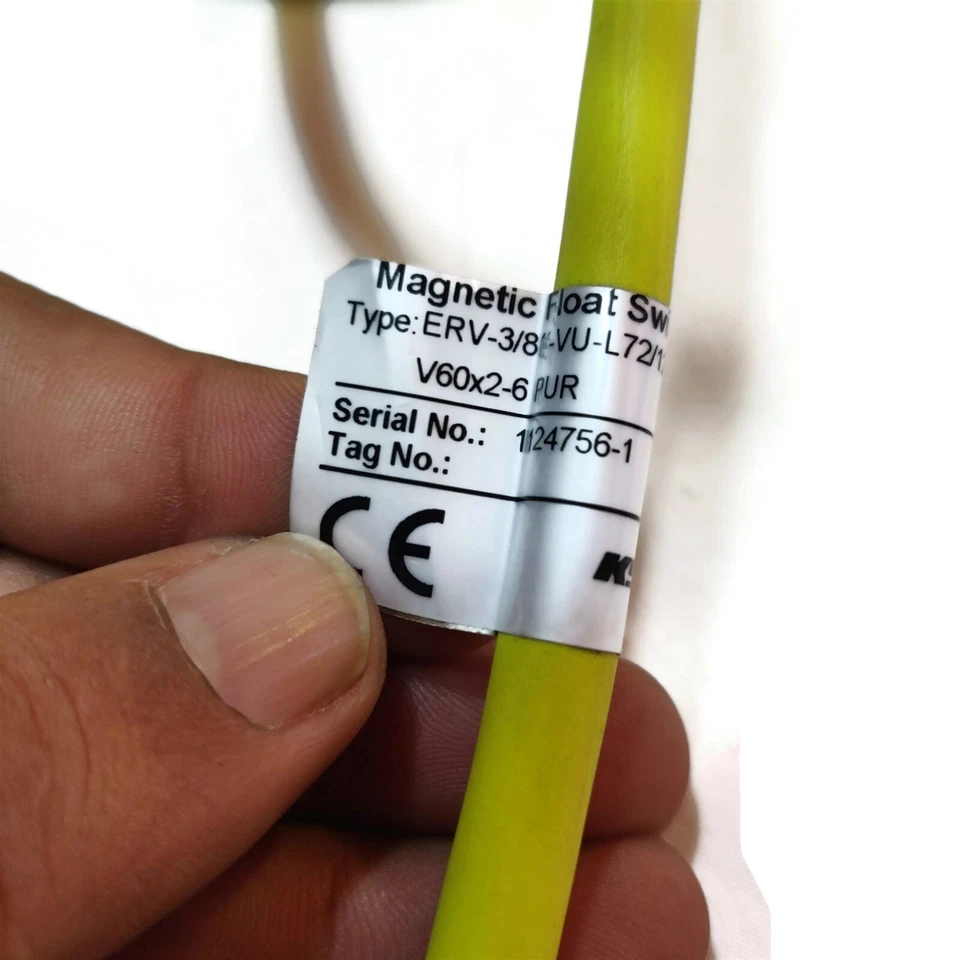 Magnetic Float Sw
Type: ERV-3/8 -VU-L72/1
V60x2-6 PUR
Serial No.: 1124756-1
Tag No.:
CE
KS